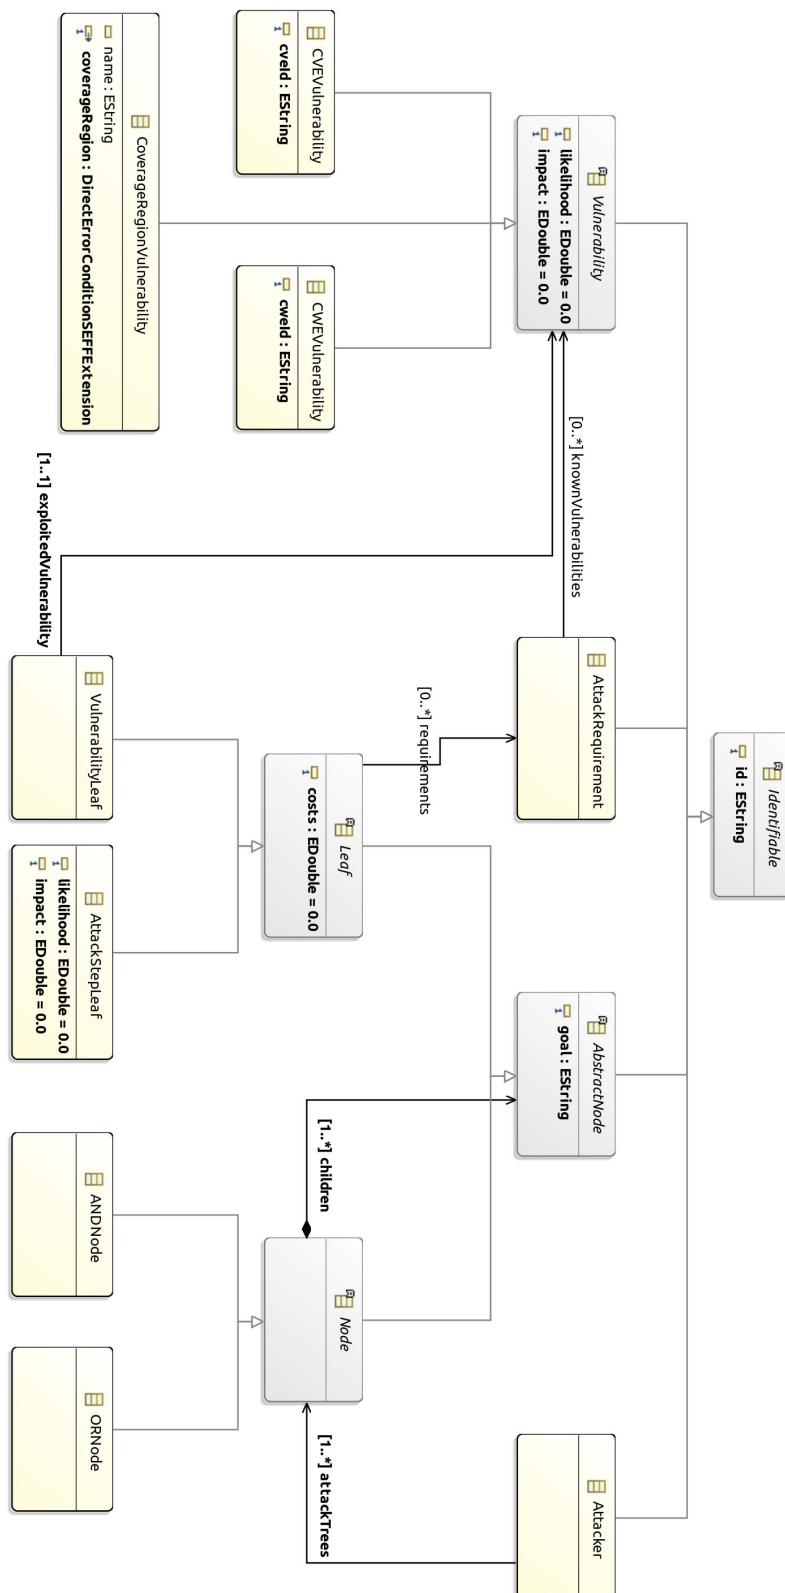 Identifiable
id : EString
Vulnerability
likelihood : EDouble = 0.0
impact : EDouble = 0.0
AttackRequirement
AbstractNode
goal : EString
Attacker
[0..*] knownVulnerabilities
[0..*] requirements
CVEVulnerability
cveId : EString
CWEVulnerability
cweId : EString
Leaf
costs : EDouble = 0.0
[1..*] children
Node
[1..*] attackTrees
CoverageRegionVulnerability
name : EString
coverageRegion : DirectErrorConditionSEFFExtension
[1..1] exploitedVulnerability
VulnerabilityLeaf
AttackStepLeaf
likelihood : EDouble = 0.0
impact : EDouble = 0.0
ANDNode
ORNode